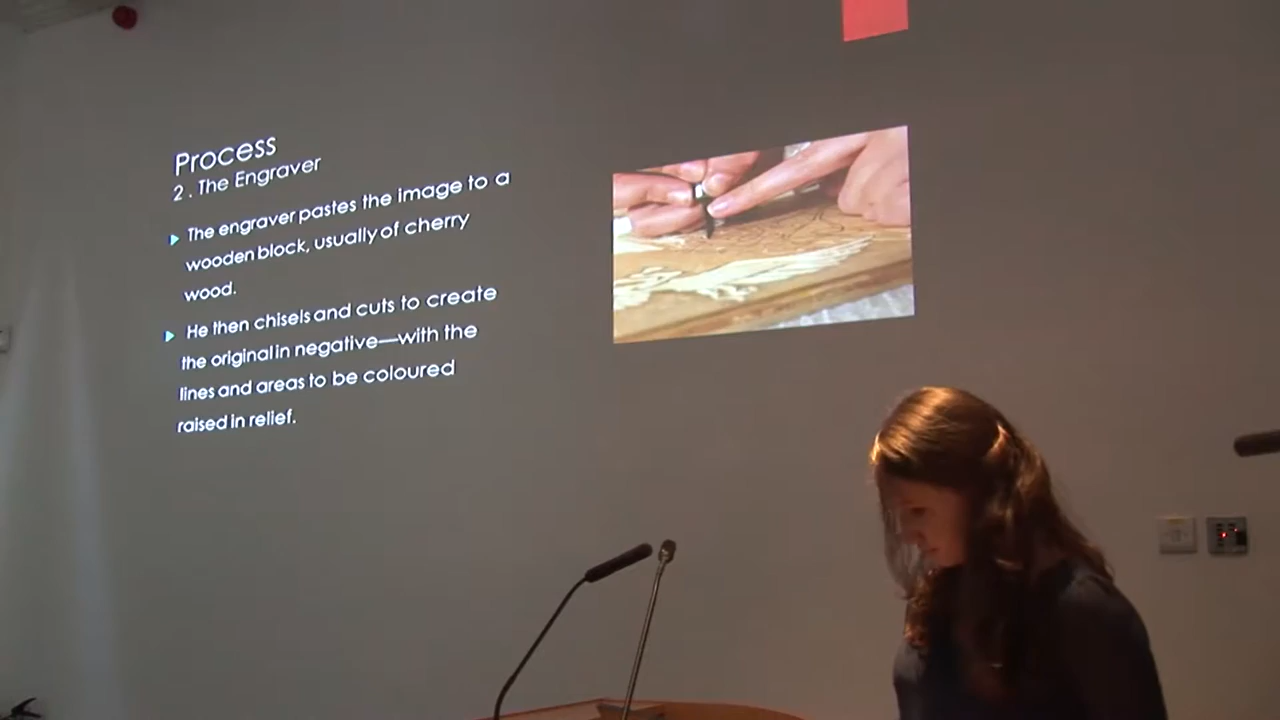 Process
2. The Engraver
The engraver pastes the image to a
wooden block, usually of cherry
wood.
He then chisels and cuts to create
the original in negative—with the
lines and areas to be coloured
raised in relief.